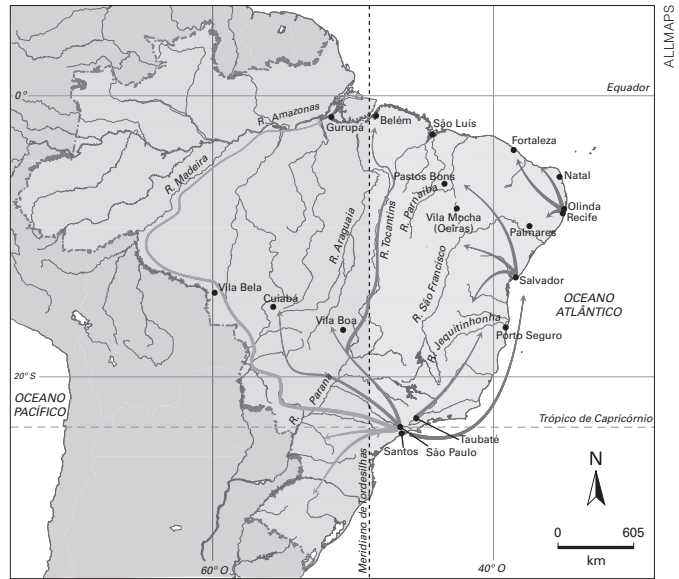 ALLMAPS
Equador
0°
R. Amazonas
Gurupá
Belém
São Luís
Fortaleza
R. Madeira
Pastos Bons
Natal
R. Parnaíba
Olinda
Recife
Vila Mocha
(Oeiras)
Palmares
R. Araguaia
R. Tocantins
R. São Francisco
Salvador
Vila Bela
Cuiabá
OCEANO
ATLÂNTICO
Vila Boa
R. Jequitinhonha
Porto Seguro
20° S
OCEANO
PACÍFICO
R. Paraná
Trópico de Capricórnio
Taubaté
São Paulo
Santos
Meridiano de Tordesilhas
N
0 605
km
60° O
40° O